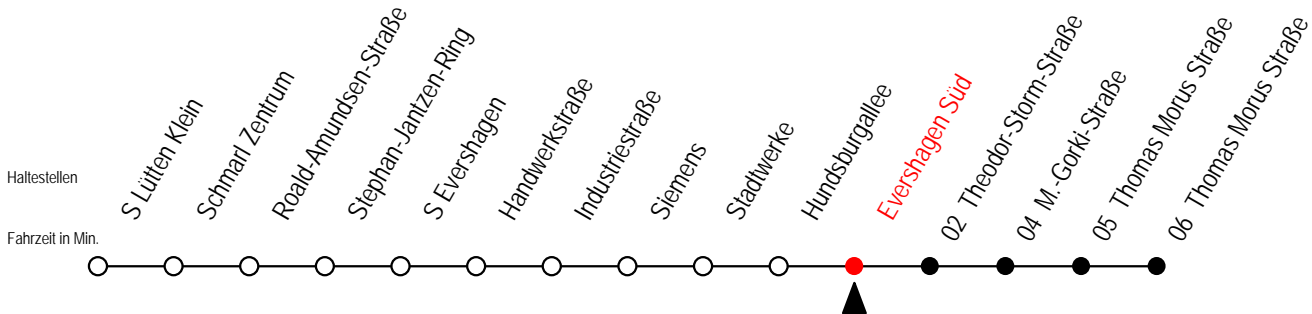 Haltestellen
Fahrzeit in Min.
S Lütten Klein
Schmarl Zentrum
Roald-Amundsen-Straße
Stephan-Jantzen-Ring
S Evershagen
Handwerkstraße
Industriestraße
Siemens
Stadtwerke
Hundsburgallee
Evershagen Süd
02 Theodor-Storm-Straße
04 M.-Gorki-Straße
05 Thomas Morus Straße
06 Thomas Morus Straße